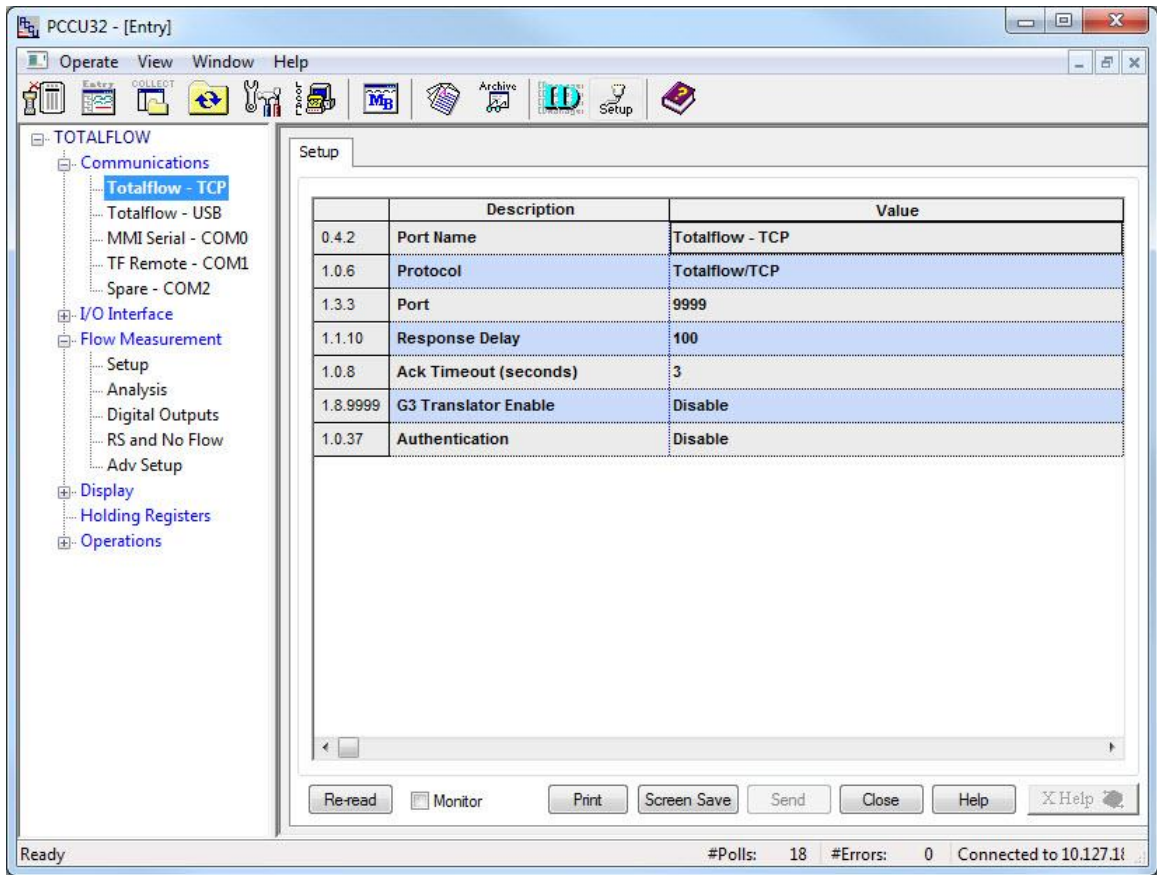 PCCU32 - [Entry]
Operate View Window Help
Entry COLLECT MB Archive Setup
TOTALFLOW
Communications
Totalflow - TCP
Totalflow - USB
MMI Serial - COM0
TF Remote - COM1
Spare - COM2
I/O Interface
Flow Measurement
Setup
Analysis
Digital Outputs
RS and No Flow
Adv Setup
Display
Holding Registers
Operations
Setup
Description Value
0.4.2 Port Name Totalflow - TCP
1.0.6 Protocol Totalflow/TCP
1.3.3 Port 9999
1.1.10 Response Delay 100
1.0.8 Ack Timeout (seconds) 3
1.8.9999 G3 Translator Enable Disable
1.0.37 Authentication Disable
Re-read Monitor Print Screen Save Send Close Help X Help
Ready #Polls: 18 #Errors: 0 Connected to 10.127.18